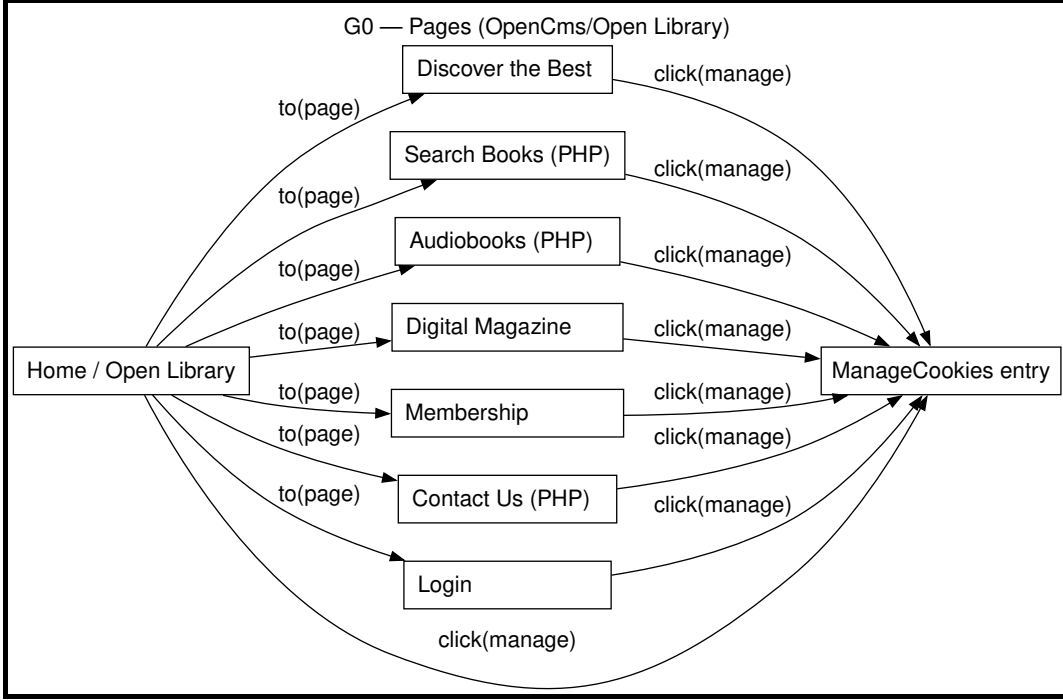 G0 — Pages (OpenCms/Open Library)
Discover the Best
click(manage)
to(page)
Search Books (PHP)
click(manage)
to(page)
Audiobooks (PHP)
click(manage)
to(page)
Digital Magazine
click(manage)
to(page)
Home / Open Library
ManageCookies entry
to(page)
Membership
click(manage)
to(page)
click(manage)
Contact Us (PHP)
to(page)
click(manage)
Login
click(manage)